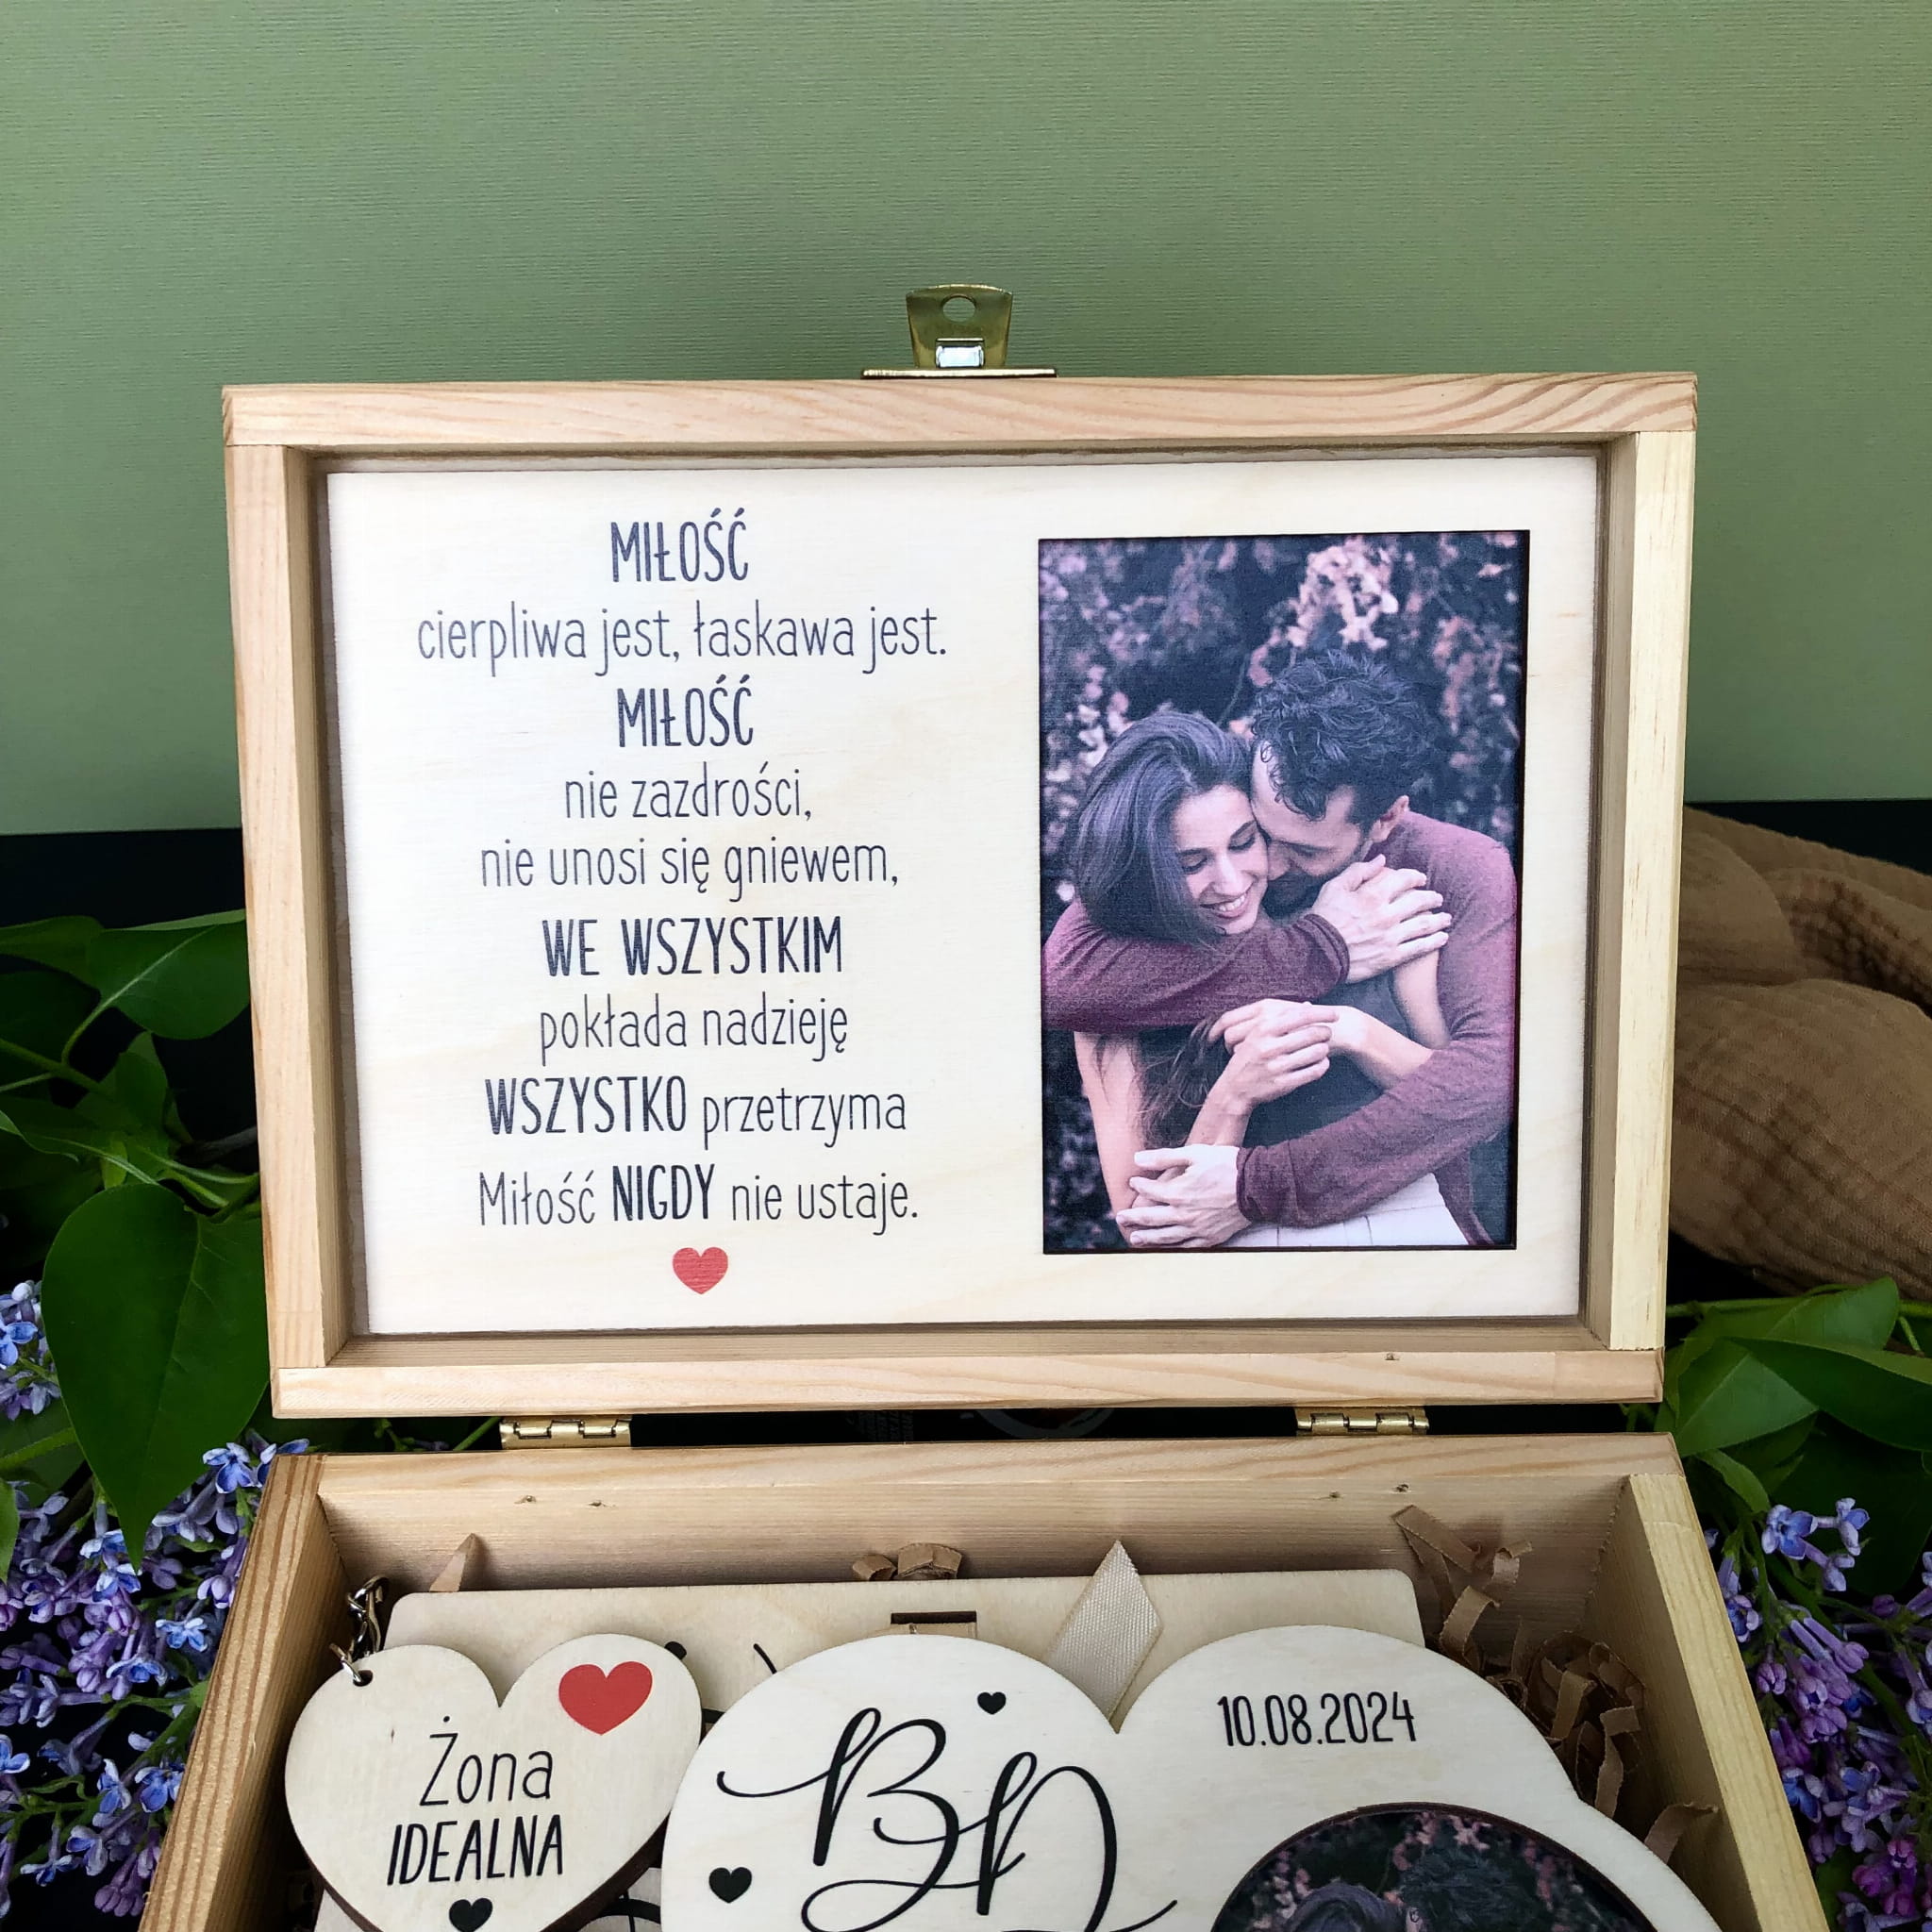 MIŁOŚĆ
cierpliwa jest, łaskawa jest.
MIŁOŚĆ
nie zazdrości,
nie unosi się gniewem,
WE WSZYSTKIM
pokłada nadzieję
WSZYSTKO przetrzyma
Miłość NIGDY nie ustaje.
Żona
IDEALNA
10.08.2024